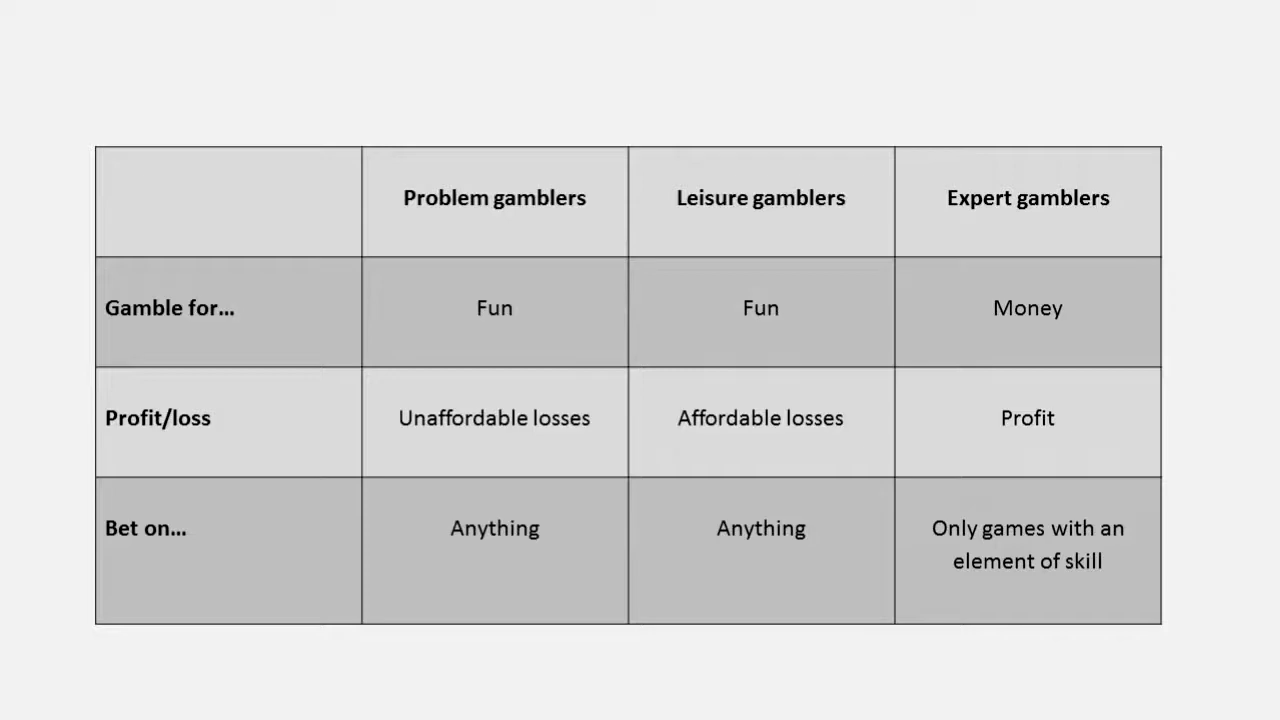 Problem gamblers
Leisure gamblers
Expert gamblers
Gamble for…
Fun
Fun
Money
Profit/loss
Unaffordable losses
Affordable losses
Profit
Bet on…
Anything
Anything
Only games with an
element of skill